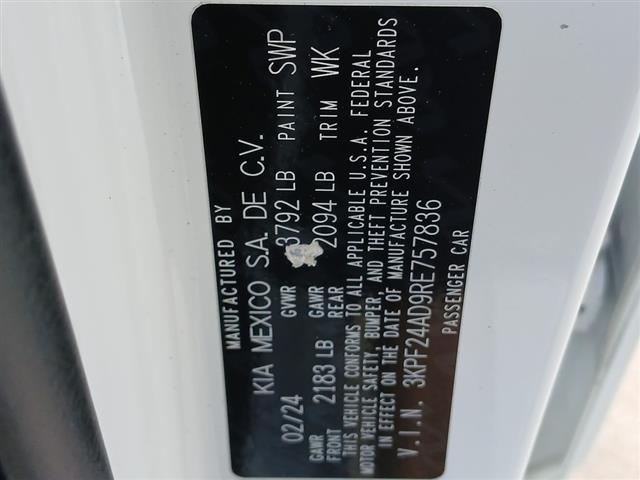 MANUFACTURED BY
KIA MEXICO S.A. DE C.V.
02/24 GVWR 3792 LB PAINT SWP
GAWR FRONT 2183 LB GAWR REAR 2094 LB TRIM WK
THIS VEHICLE CONFORMS TO ALL APPLICABLE U.S.A. FEDERAL
MOTOR VEHICLE SAFETY, BUMPER, AND THEFT PREVENTION STANDARDS
IN EFFECT ON THE DATE OF MANUFACTURE SHOWN ABOVE.
V.I.N. 3KPF24AD9RE757836
PASSENGER CAR